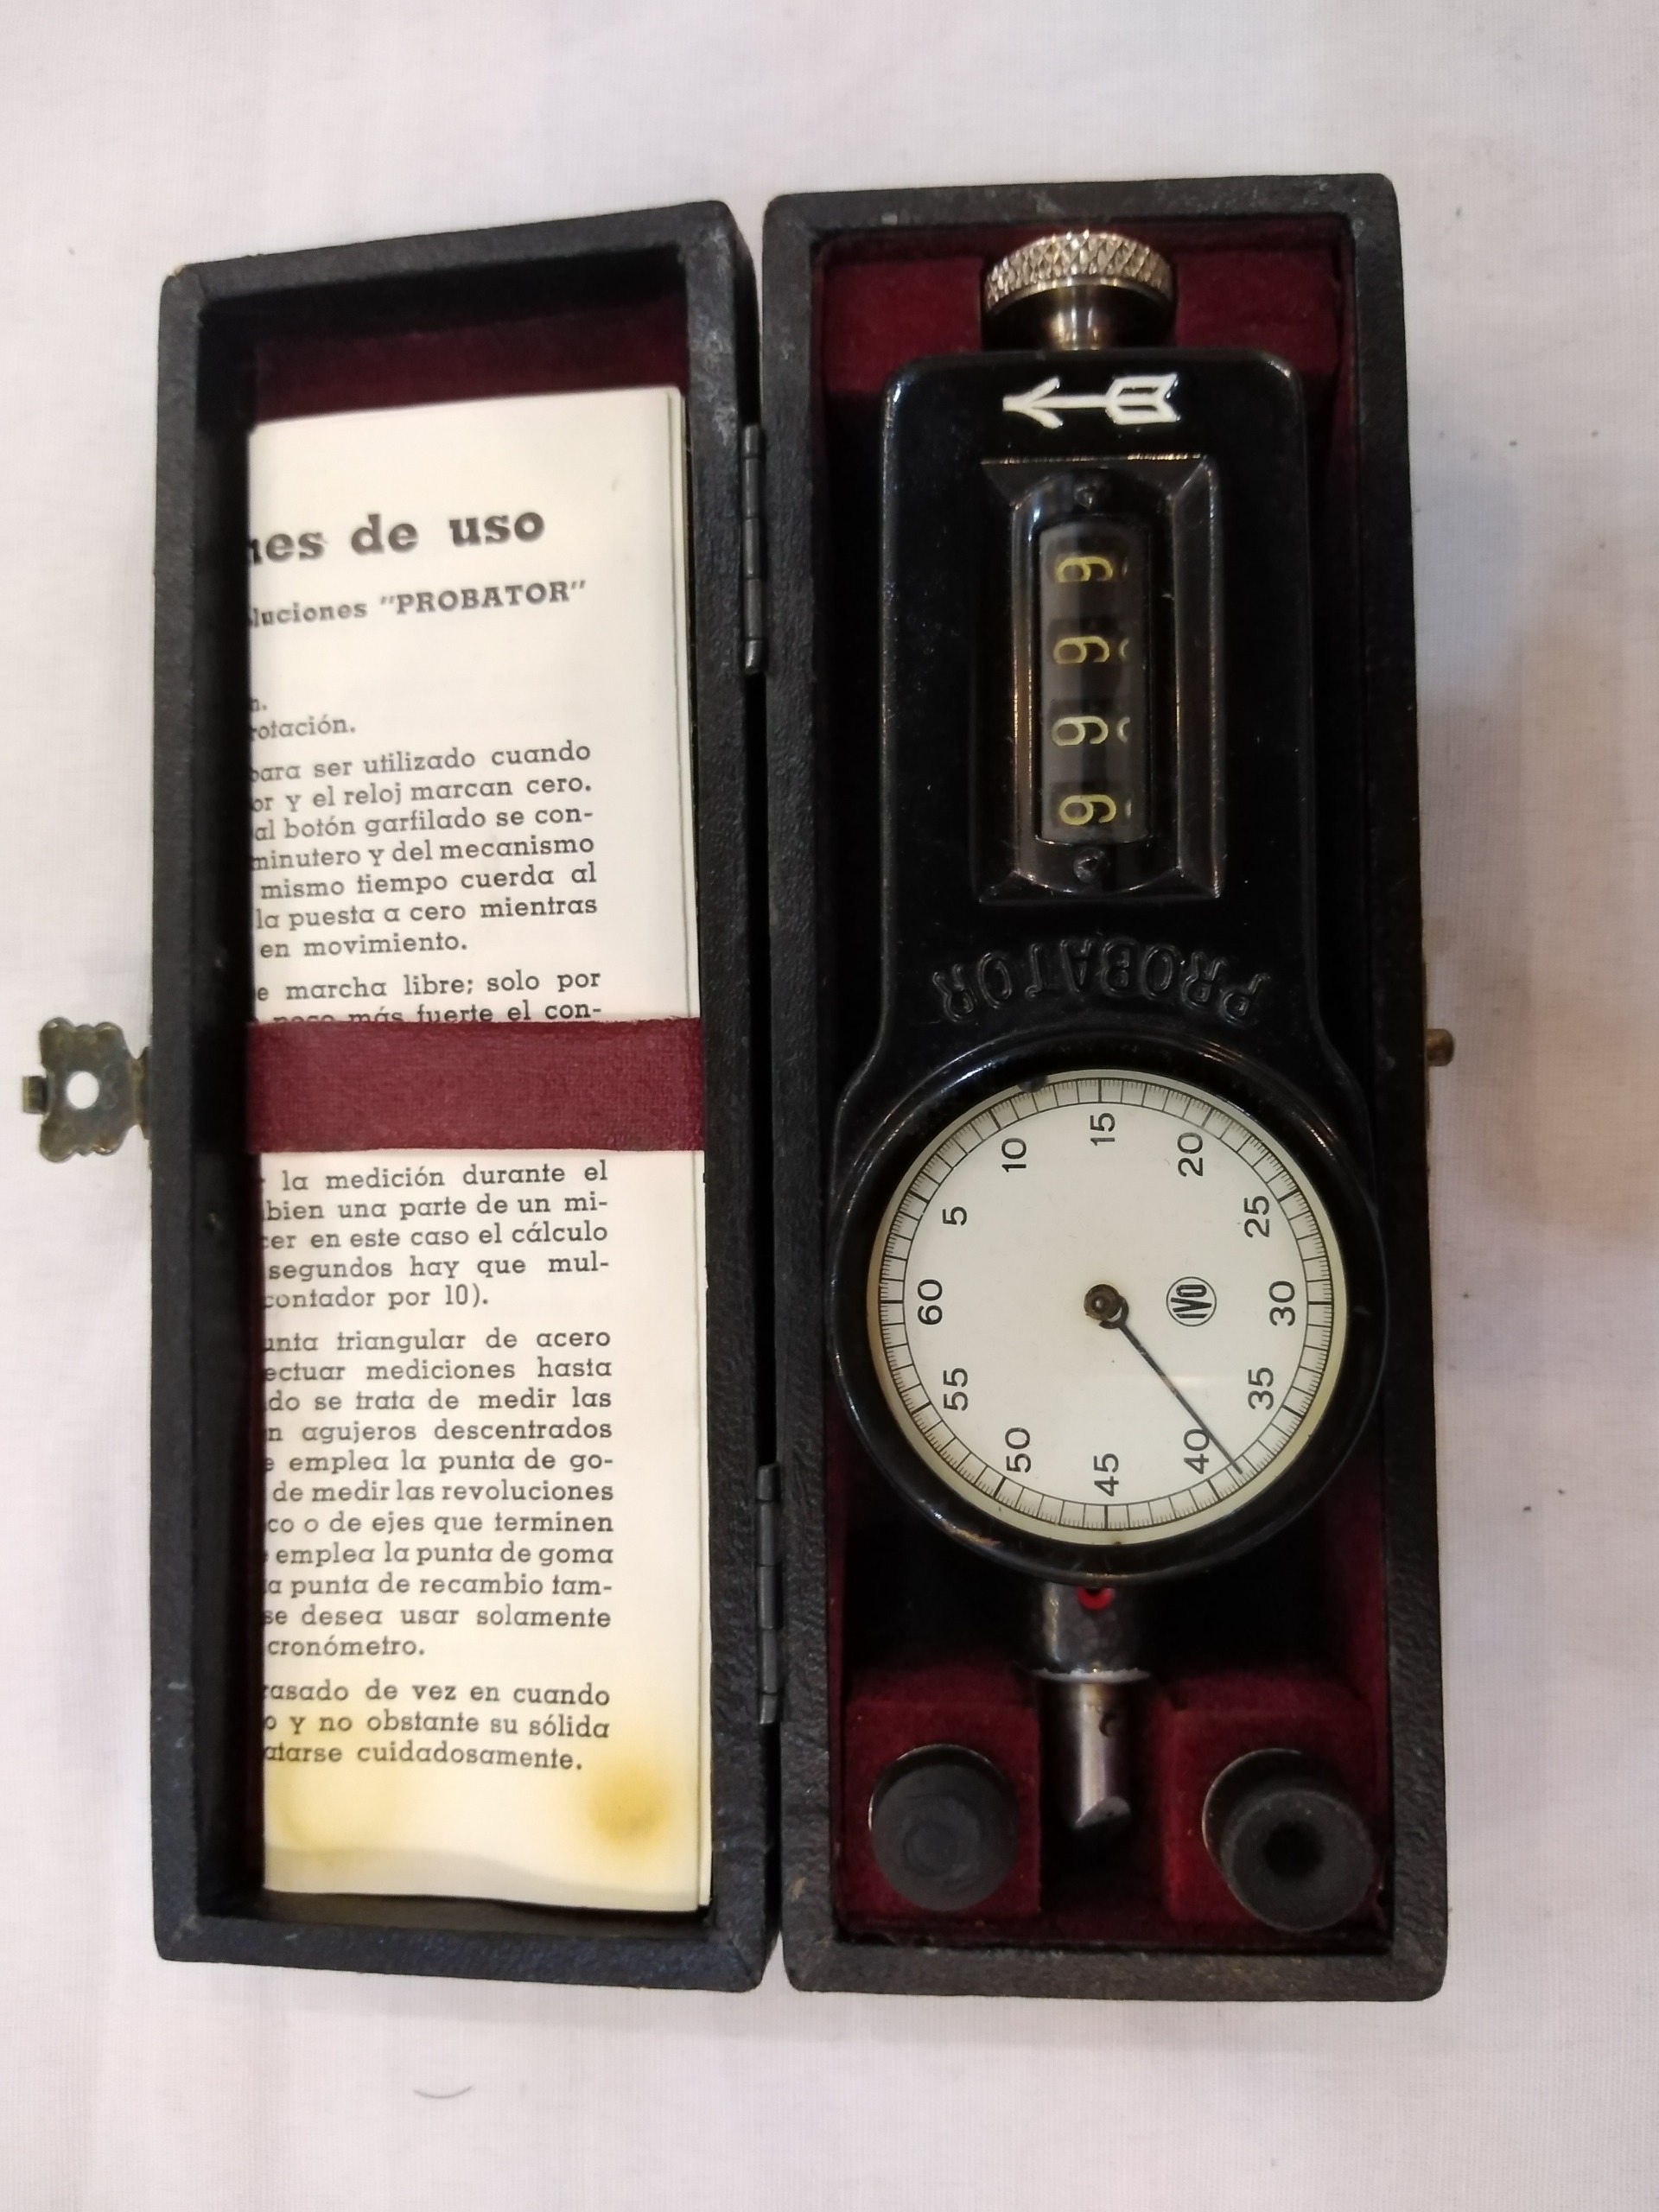 nes de uso
luciones "PROBATOR"
n.
rotación.
para ser utilizado cuando
or y el reloj marcan cero.
al botón garfilado se con-
minutero y del mecanismo
mismo tiempo cuerda al
la puesta a cero mientras
en movimiento.
e marcha libre; solo por
poco más fuerte el con-
la medición durante el
bien una parte de un mi-
cer en este caso el cálculo
segundos hay que mul-
contador por 10).
unta triangular de acero
ectuar mediciones hasta
do se trata de medir las
n agujeros descentrados
e emplea la punta de go-
de medir las revoluciones
co o de ejes que terminen
emplea la punta de goma
a punta de recambio tam-
se desea usar solamente
cronómetro.
rasado de vez en cuando
o y no obstante su sólida
atarse cuidadosamente.
9999
PROBATOR
60
5
10
15
20
25
30
35
40
45
50
55
IVO